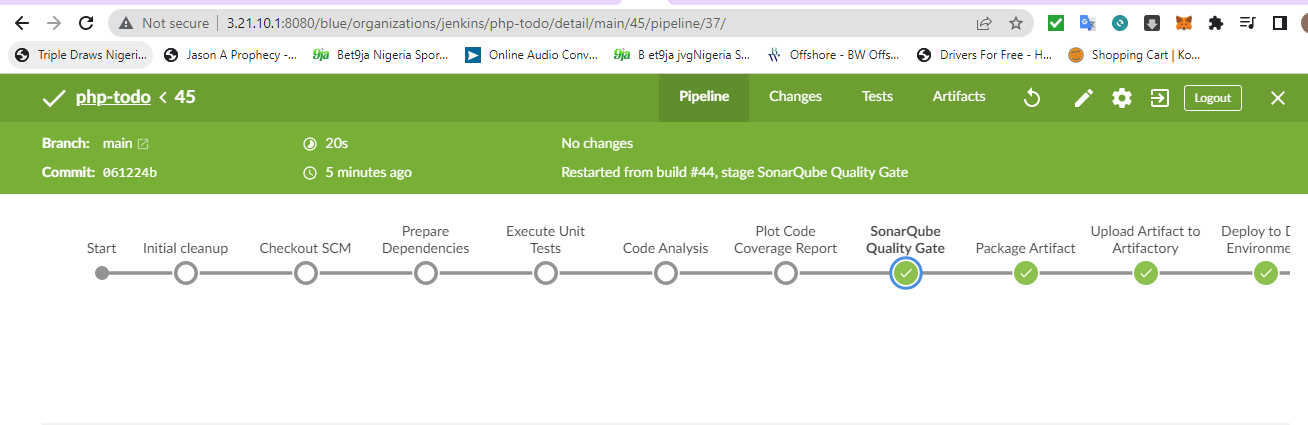 Not secure | 3.21.10.1:8080/blue/organizations/jenkins/php-todo/detail/main/45/pipeline/37/
Triple Draws Nigeri... Jason A Prophecy -... Bet9ja Nigeria Spor... Online Audio Conv... B et9ja jvgNigeria S... Offshore - BW Offs... Drivers For Free - H... Shopping Cart | Ko...
php-todo < 45 Pipeline Changes Tests Artifacts Logout
Branch: main 20s No changes
Commit: 061224b 5 minutes ago Restarted from build #44, stage SonarQube Quality Gate
Start
Initial cleanup
Checkout SCM
Prepare
Dependencies
Execute Unit
Tests
Code Analysis
Plot Code
Coverage Report
SonarQube
Quality Gate
Package Artifact
Upload Artifact to
Artifactory
Deploy to D
Environme